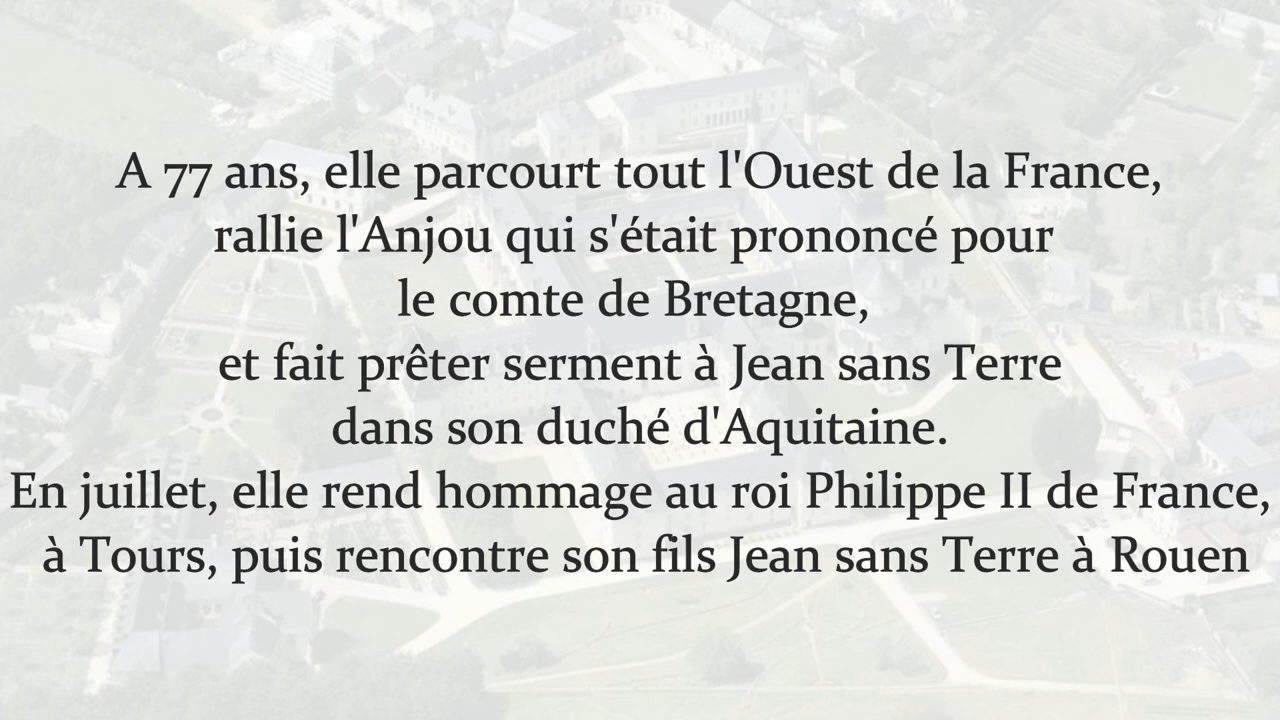 A 77 ans, elle parcourt tout l'Ouest de la France,
rallie l'Anjou qui s'était prononcé pour
le comte de Bretagne,
et fait prêter serment à Jean sans Terre
dans son duché d'Aquitaine.
En juillet, elle rend hommage au roi Philippe II de France,
à Tours, puis rencontre son fils Jean sans Terre à Rouen